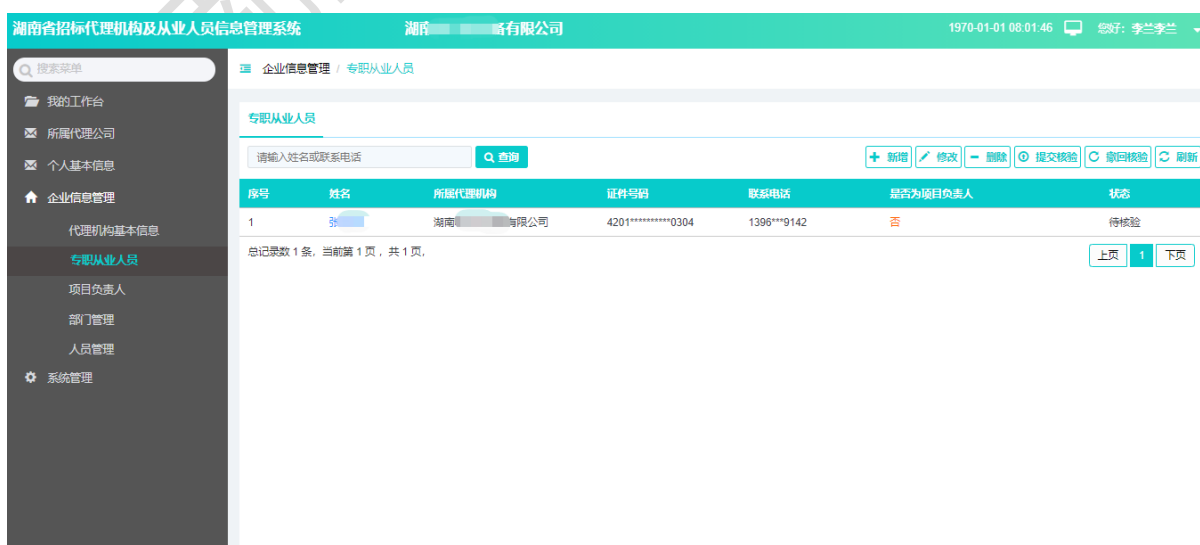 湖南省招标代理机构及从业人员信息管理系统 有限公司 1970-01-01 08:01:46 您好：李兰李兰
搜索菜单
企业信息管理 / 专职从业人员
我的工作台
所属代理公司
个人基本信息
企业信息管理
代理机构基本信息
专职从业人员
项目负责人
部门管理
人员管理
系统管理
专职从业人员
请输入姓名或联系电话 查询 新增 修改 删除 提交核验 撤回核验 刷新
序号 姓名 所属代理机构 证件号码 联系电话 是否为项目负责人 状态
1 张 湖南 有限公司 4201**********0304 1396***9142 否 待核验
总记录数 1 条, 当前第 1 页 , 共 1 页,
上页 1 下页